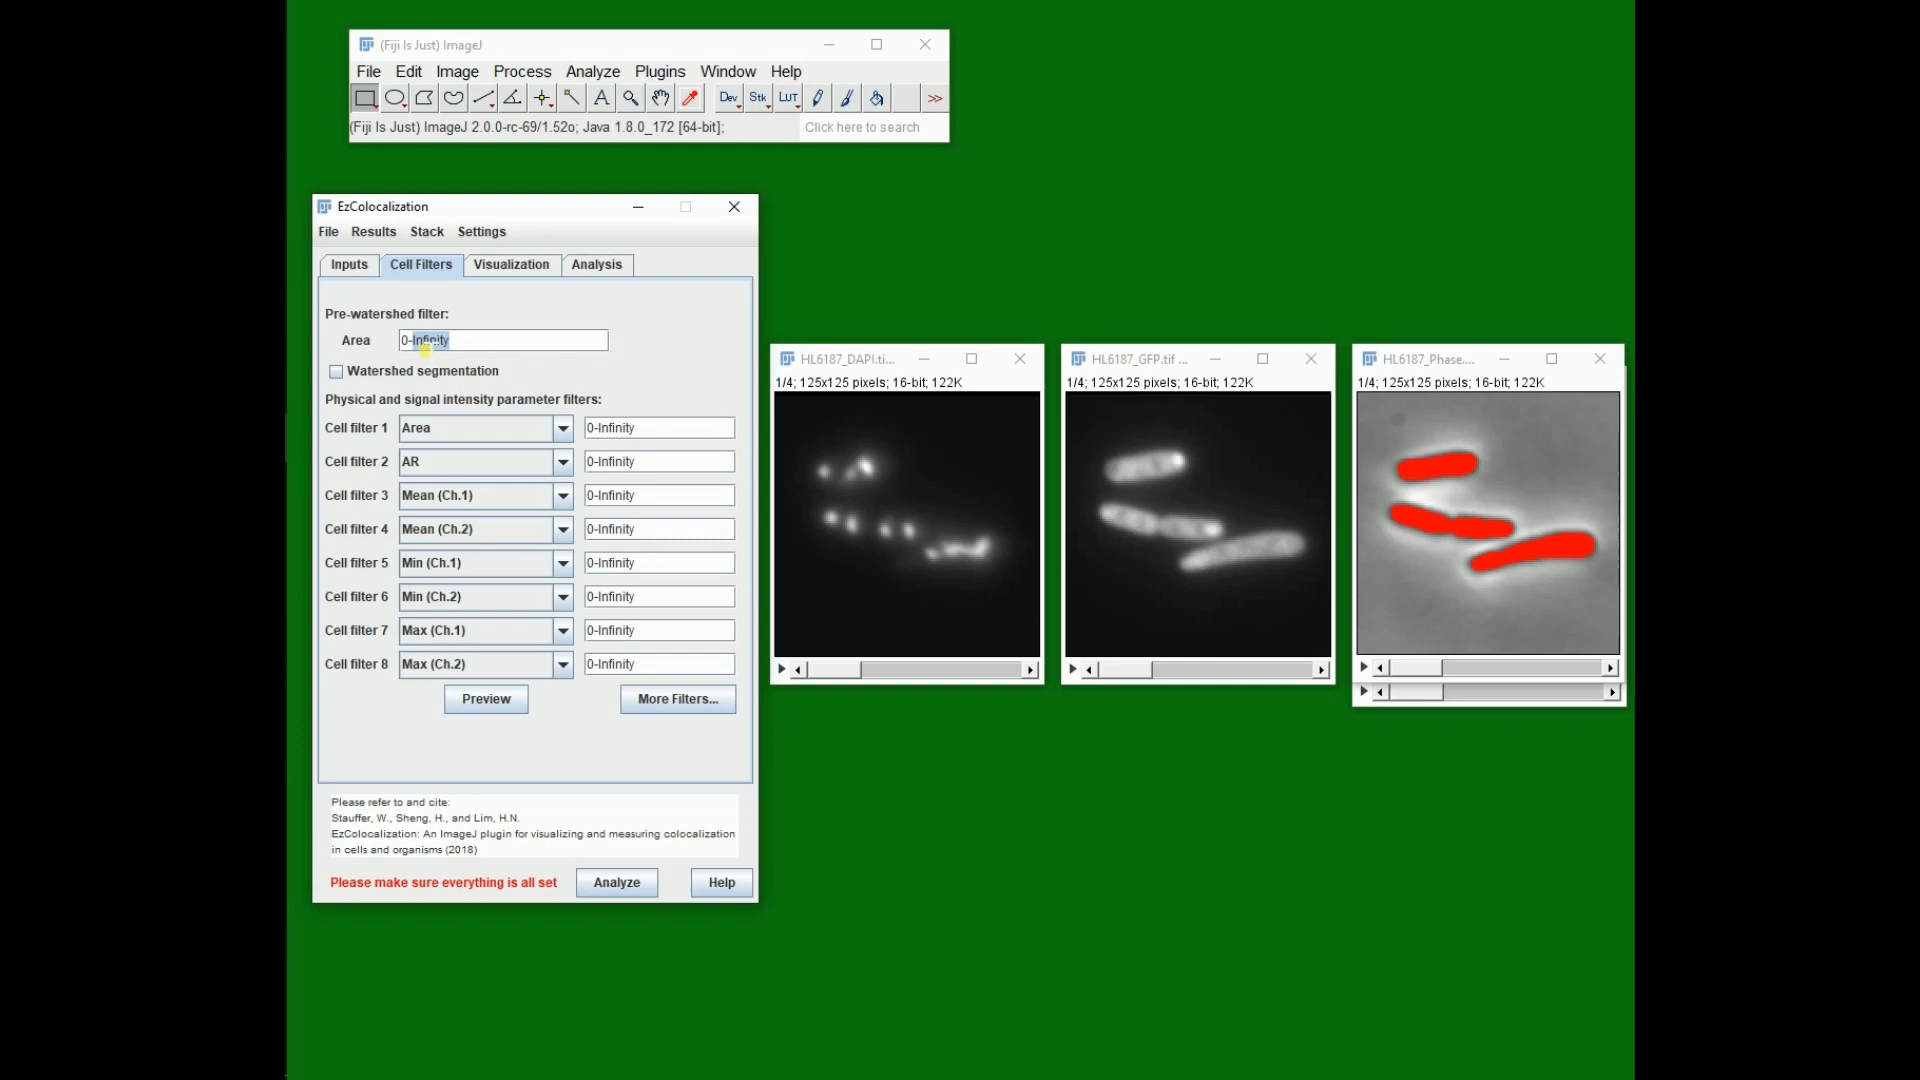 (Fiji Is Just) ImageJ
File Edit Image Process Analyze Plugins Window Help
Dev Stk LUT >>
(Fiji Is Just) ImageJ 2.0.0-rc-69/1.52o; Java 1.8.0_172 [64-bit];
Click here to search
EzColocalization
File Results Stack Settings
Inputs Cell Filters Visualization Analysis
Pre-watershed filter:
Area 0-Infinity
Watershed segmentation
Physical and signal intensity parameter filters:
Cell filter 1 Area 0-Infinity
Cell filter 2 AR 0-Infinity
Cell filter 3 Mean (Ch.1) 0-Infinity
Cell filter 4 Mean (Ch.2) 0-Infinity
Cell filter 5 Min (Ch.1) 0-Infinity
Cell filter 6 Min (Ch.2) 0-Infinity
Cell filter 7 Max (Ch.1) 0-Infinity
Cell filter 8 Max (Ch.2) 0-Infinity
Preview More Filters...
Please refer to and cite:
Stauffer, W., Sheng, H., and Lim, H.N.
EzColocalization: An ImageJ plugin for visualizing and measuring colocalization
in cells and organisms (2018)
Please make sure everything is all set Analyze Help
HL6187_DAPI.ti...
1/4; 125x125 pixels; 16-bit; 122K
HL6187_GFP.tif ...
1/4; 125x125 pixels; 16-bit; 122K
HL6187_Phase....
1/4; 125x125 pixels; 16-bit; 122K